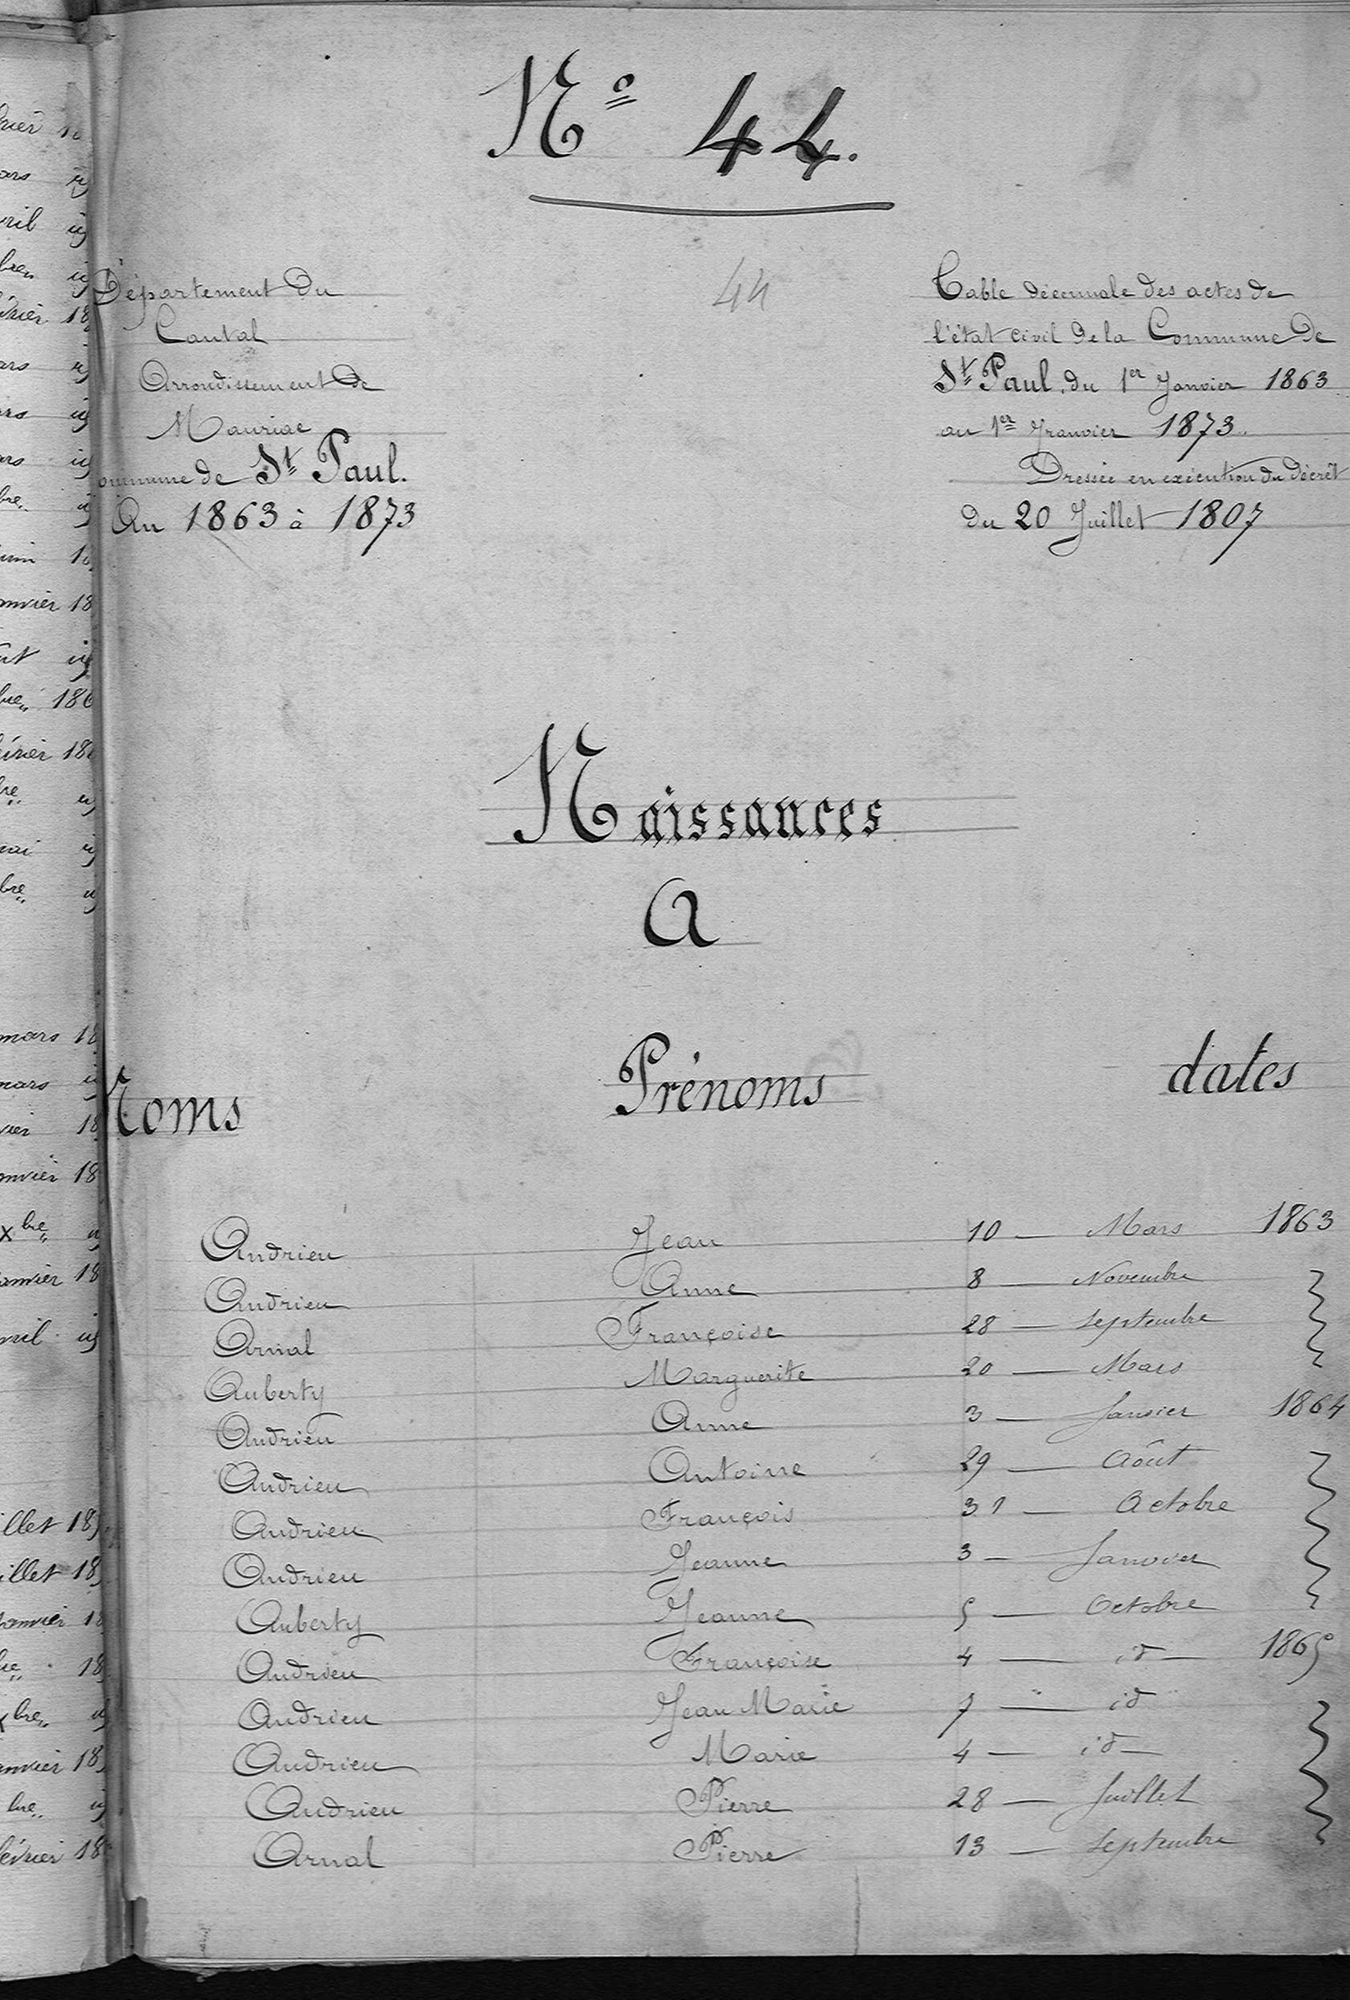 N° 44.
44
Département du
Cantal
Arrondissement de
Mauriac
Commune de St Paul.
An 1863 à 1873
Table décennale des actes de
l'état civil de la Commune de
St Paul, du 1er Janvier 1863
au 1er Janvier 1873.
Dressée en exécution du décret
du 20 Juillet 1807
Naissances
A
Noms Prénoms dates
Andrieu Jean 10 — Mars 1863
Andrieu Anne 8 — Novembre
Arnal Françoise 28 — Septembre
Auberty Marguerite 20 — Mars
Andrieu Anne 3 — Janvier 1864
Andrieu Antoine 29 — Août
Andrieu François 31 — Octobre
Andrieu Jeanne 3 — Janvier
Auberty Jeanne 5 — Octobre
Andrieu Françoise 4 — id — 1865
Andrieu Jean Marie 7 — id
Andrieu Marie 4 — id —
Andrieu Pierre 28 — Juillet
Arnal Pierre 13 — Septembre